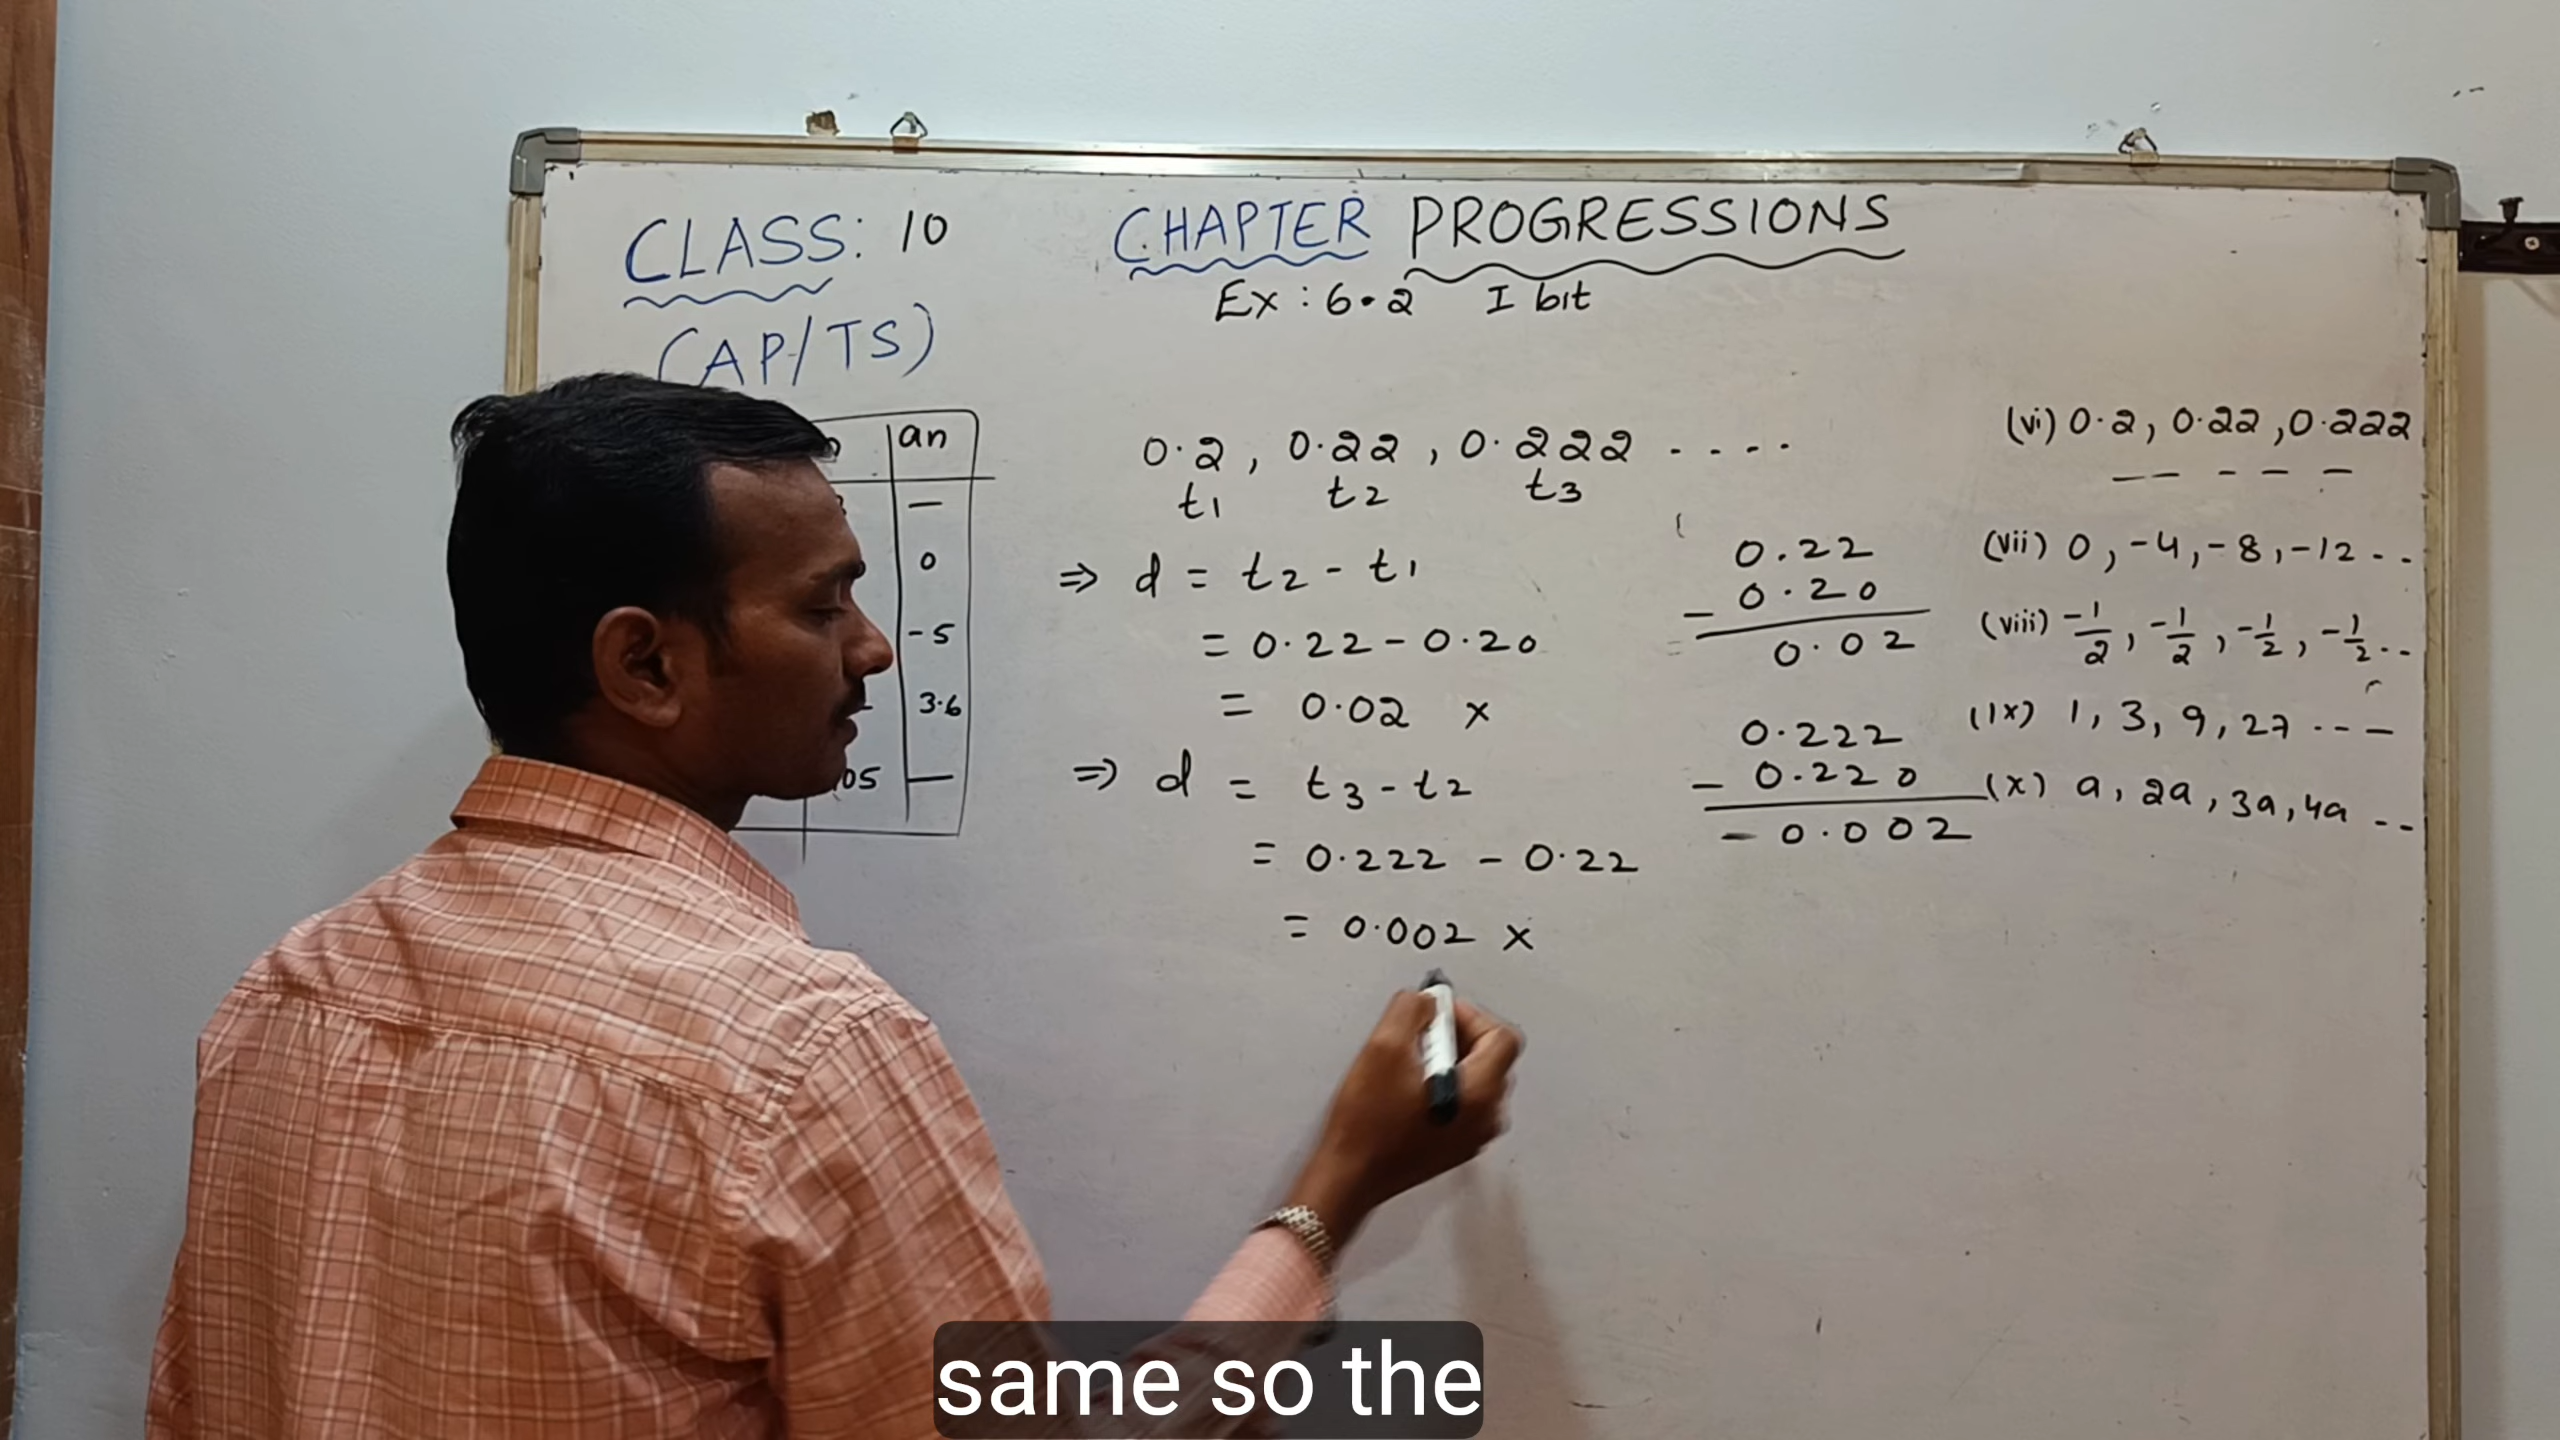 CLASS: 10
(AP/TS)
CHAPTER PROGRESSIONS
Ex : 6.2 I bit
an
—
0
-5
3.6
05 —
0.2, 0.22, 0.222 ....
t1 t2 t3
⇒ d = t2 - t1
= 0.22 - 0.20
= 0.02 x
⇒ d = t3 - t2
= 0.222 - 0.22
= 0.002 x
0.22
- 0.20
0.02
0.222
- 0.220
- 0.002
(vi) 0.2, 0.22, 0.222
— — - – –
(vii) 0, -4, -8, -12 ..
(viii) -1/2, -1/2, -1/2, -1/2 ..
(ix) 1, 3, 9, 27 ---
(x) a, 2a, 3a, 4a --
same so the